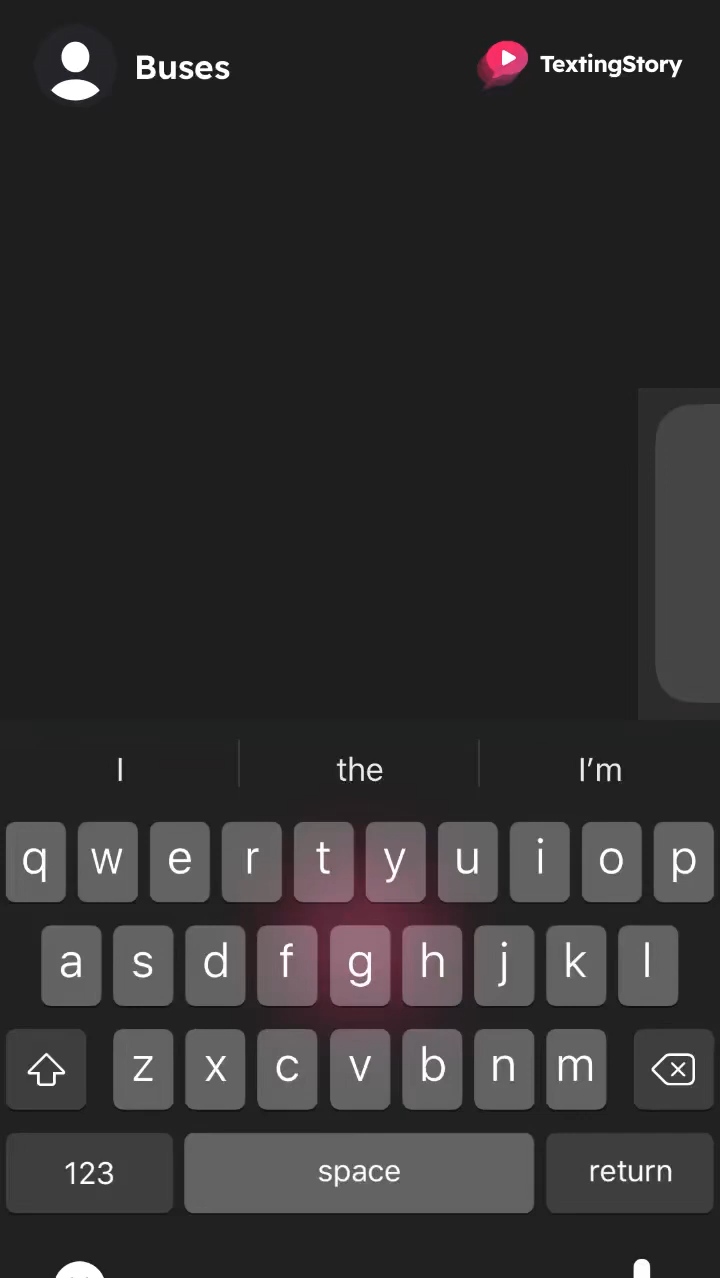 Buses
TextingStory
I the I'm
q w e r t y u i o p
a s d f g h j k l
z x c v b n m
123 space return